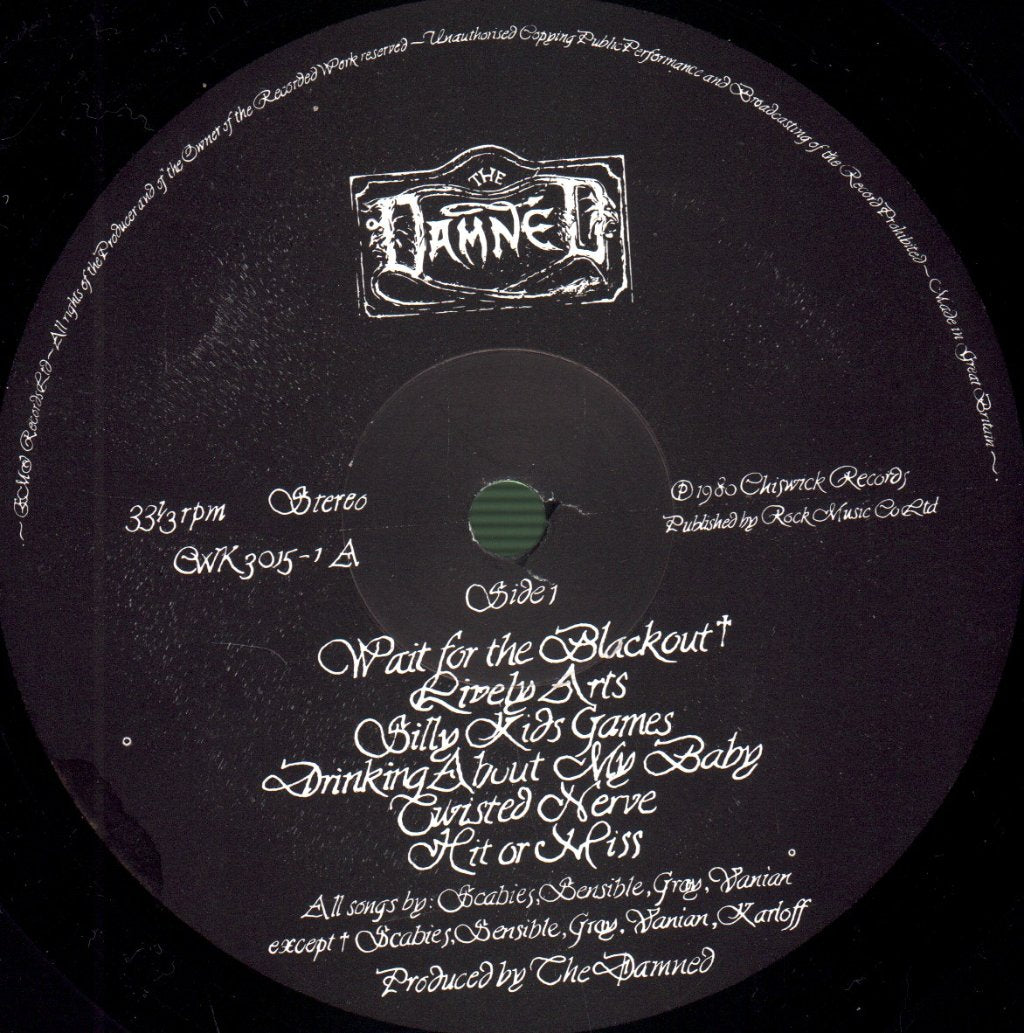 ~ EMI Records Ltd ~ All rights of the Producer and of the Owner of the Recorded Work reserved ~ Unauthorised Copying Public Performance and Broadcasting of the Record Prohibited ~ Made in Great Britain ~
THE
DAMNED
33⅓ rpm Stereo
CWK 3015-1 A
℗ 1980 Chiswick Records
Published by Rock Music Co Ltd
Side 1
Wait for the Blackout †
Lively Arts
Silly Kids Games
Drinking About My Baby
Twisted Nerve
Hit or Miss
All songs by: Scabies, Sensible, Gray, Vanian
except † Scabies, Sensible, Gray, Vanian, Karloff
Produced by The Damned